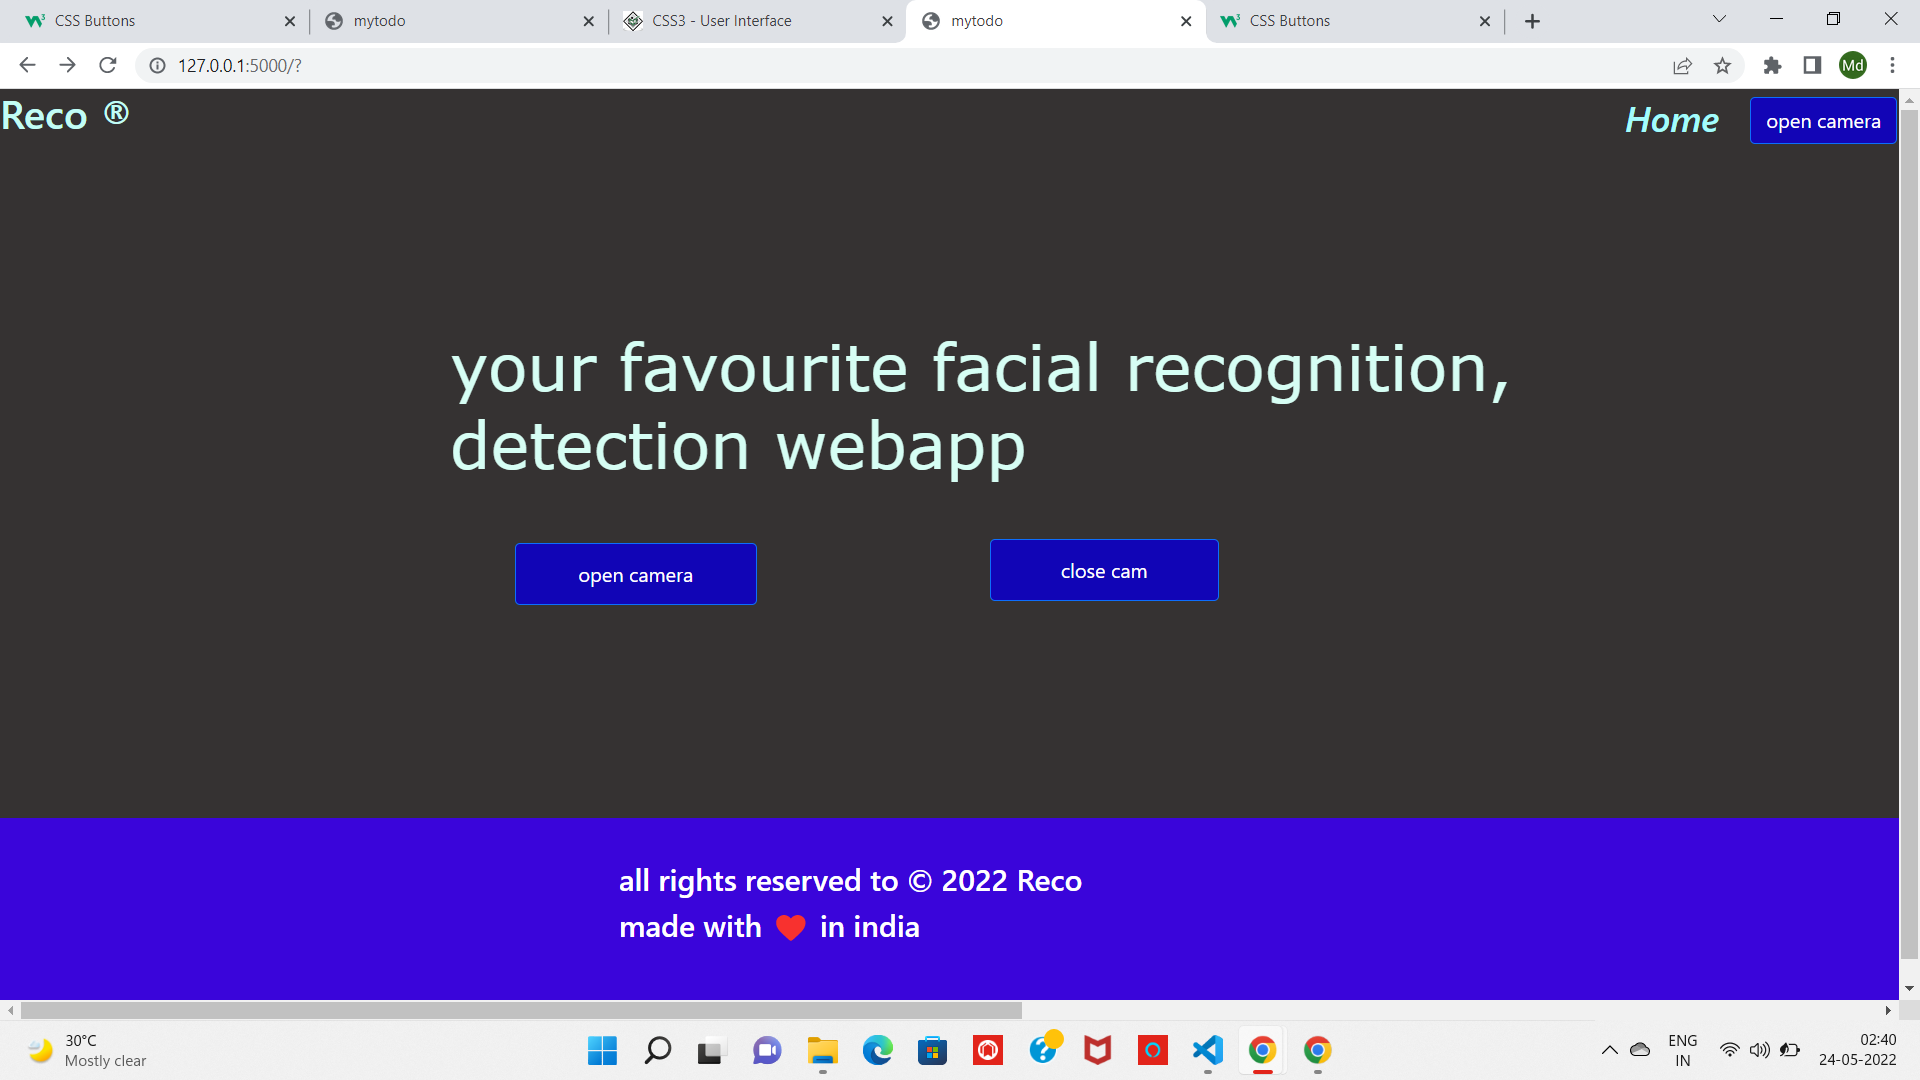 CSS Buttons
mytodo
CSS3 - User Interface
mytodo
CSS Buttons
127.0.0.1:5000/?
Md
Reco ®
Home
open camera
your favourite facial recognition,
detection webapp
open camera
close cam
all rights reserved to © 2022 Reco
made with ❤ in india
30°C
Mostly clear
ENG
IN
02:40
24-05-2022